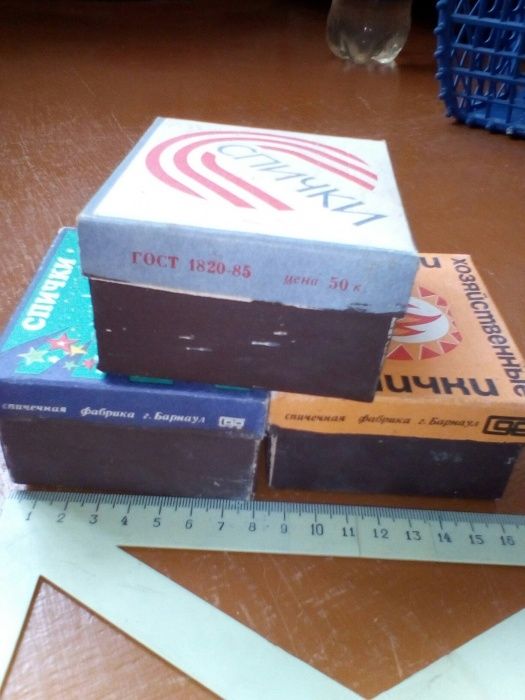 СПИЧКИ
ГОСТ 1820-85 цена 50 к.
СПИЧКИ
спичечная фабрика г. Барнаул
хозяйственные
спички
спичечная фабрика г. Барнаул
1 2 3 4 5 6 7 8 9 10 11 12 13 14 15 16